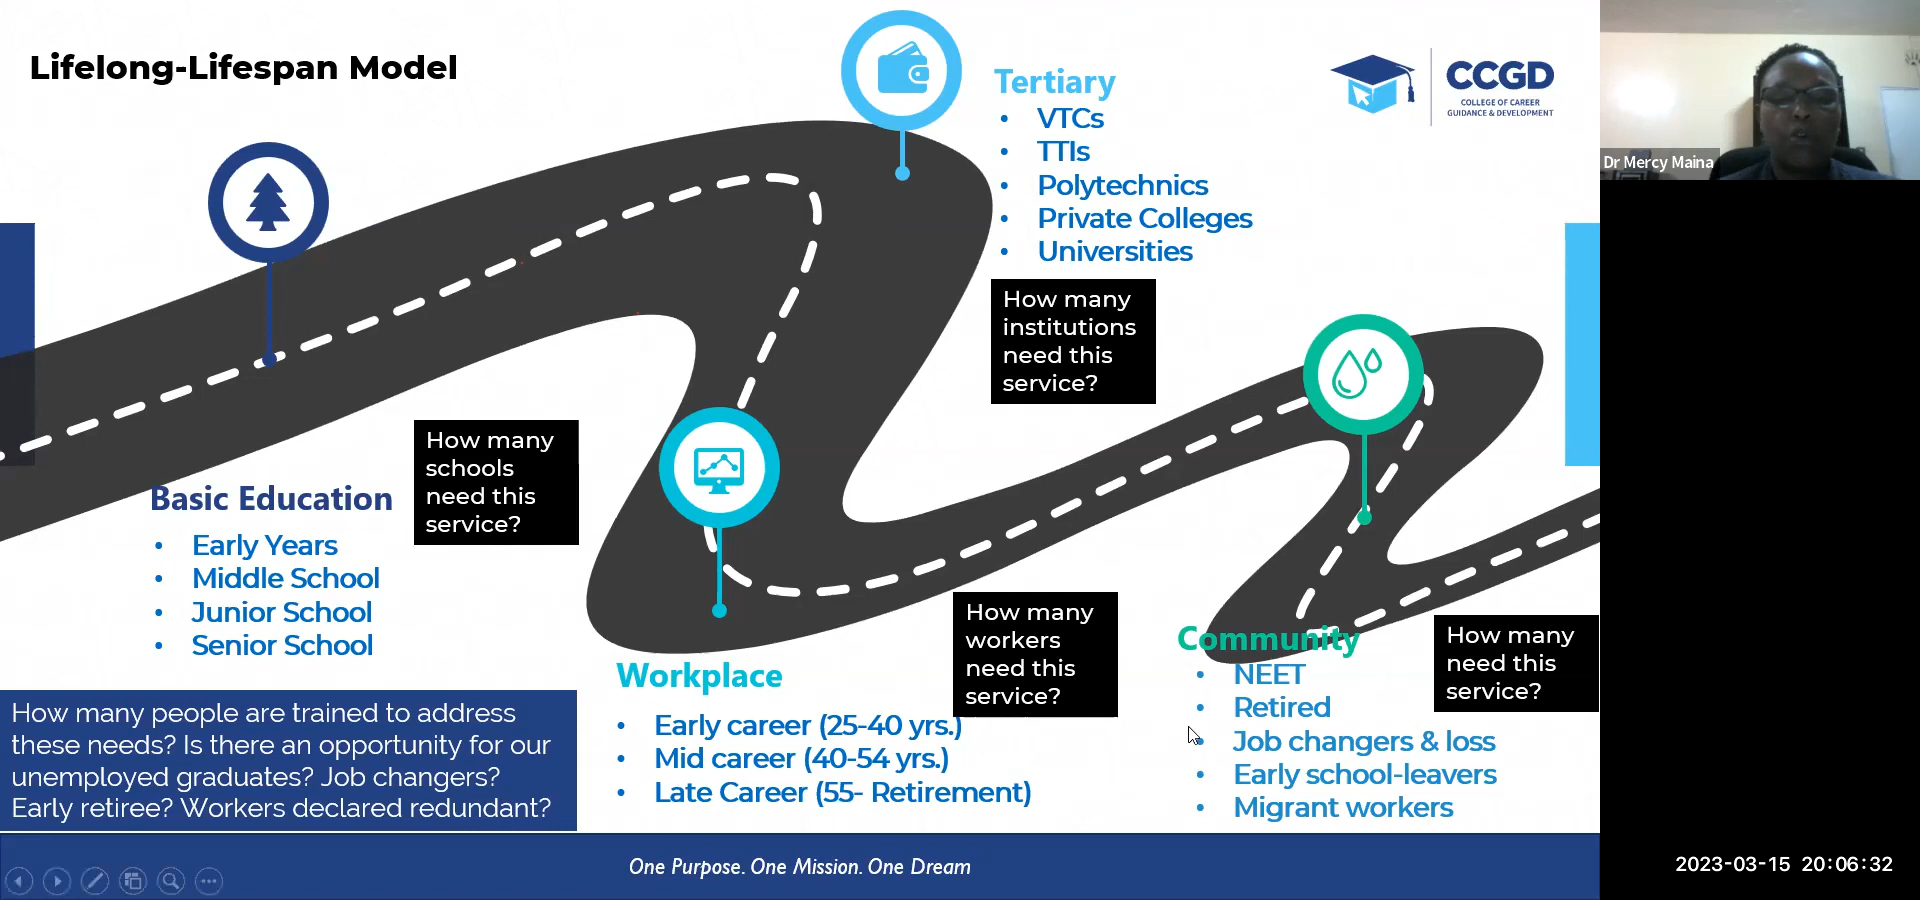 Lifelong-Lifespan Model
Tertiary
• VTCs
• TTIs
• Polytechnics
• Private Colleges
• Universities
CCGD
COLLEGE OF CAREER
GUIDANCE & DEVELOPMENT
Dr Mercy Maina
How many
institutions
need this
service?
How many
schools
need this
service?
Basic Education
• Early Years
• Middle School
• Junior School
• Senior School
How many
workers
need this
service?
Workplace
• Early career (25-40 yrs.)
• Mid career (40-54 yrs.)
• Late Career (55- Retirement)
Community
• NEET
• Retired
• Job changers & loss
• Early school-leavers
• Migrant workers
How many
need this
service?
How many people are trained to address
these needs? Is there an opportunity for our
unemployed graduates? Job changers?
Early retiree? Workers declared redundant?
One Purpose. One Mission. One Dream
2023-03-15 20:06:32